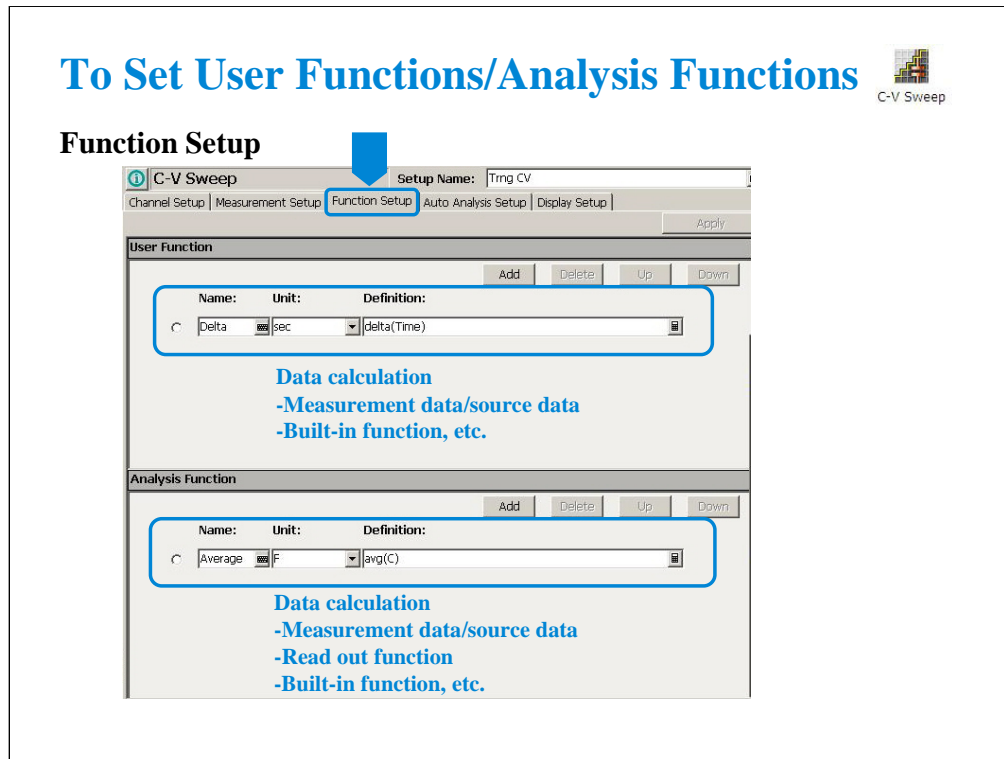 To Set User Functions/Analysis Functions
C-V Sweep
Function Setup
C-V Sweep Setup Name: Trng CV
Channel Setup Measurement Setup Function Setup Auto Analysis Setup Display Setup
Apply
User Function
Add Delete Up Down
Name: Unit: Definition:
Delta sec delta(Time)
Data calculation
-Measurement data/source data
-Built-in function, etc.
Analysis Function
Add Delete Up Down
Name: Unit: Definition:
Average F avg(C)
Data calculation
-Measurement data/source data
-Read out function
-Built-in function, etc.